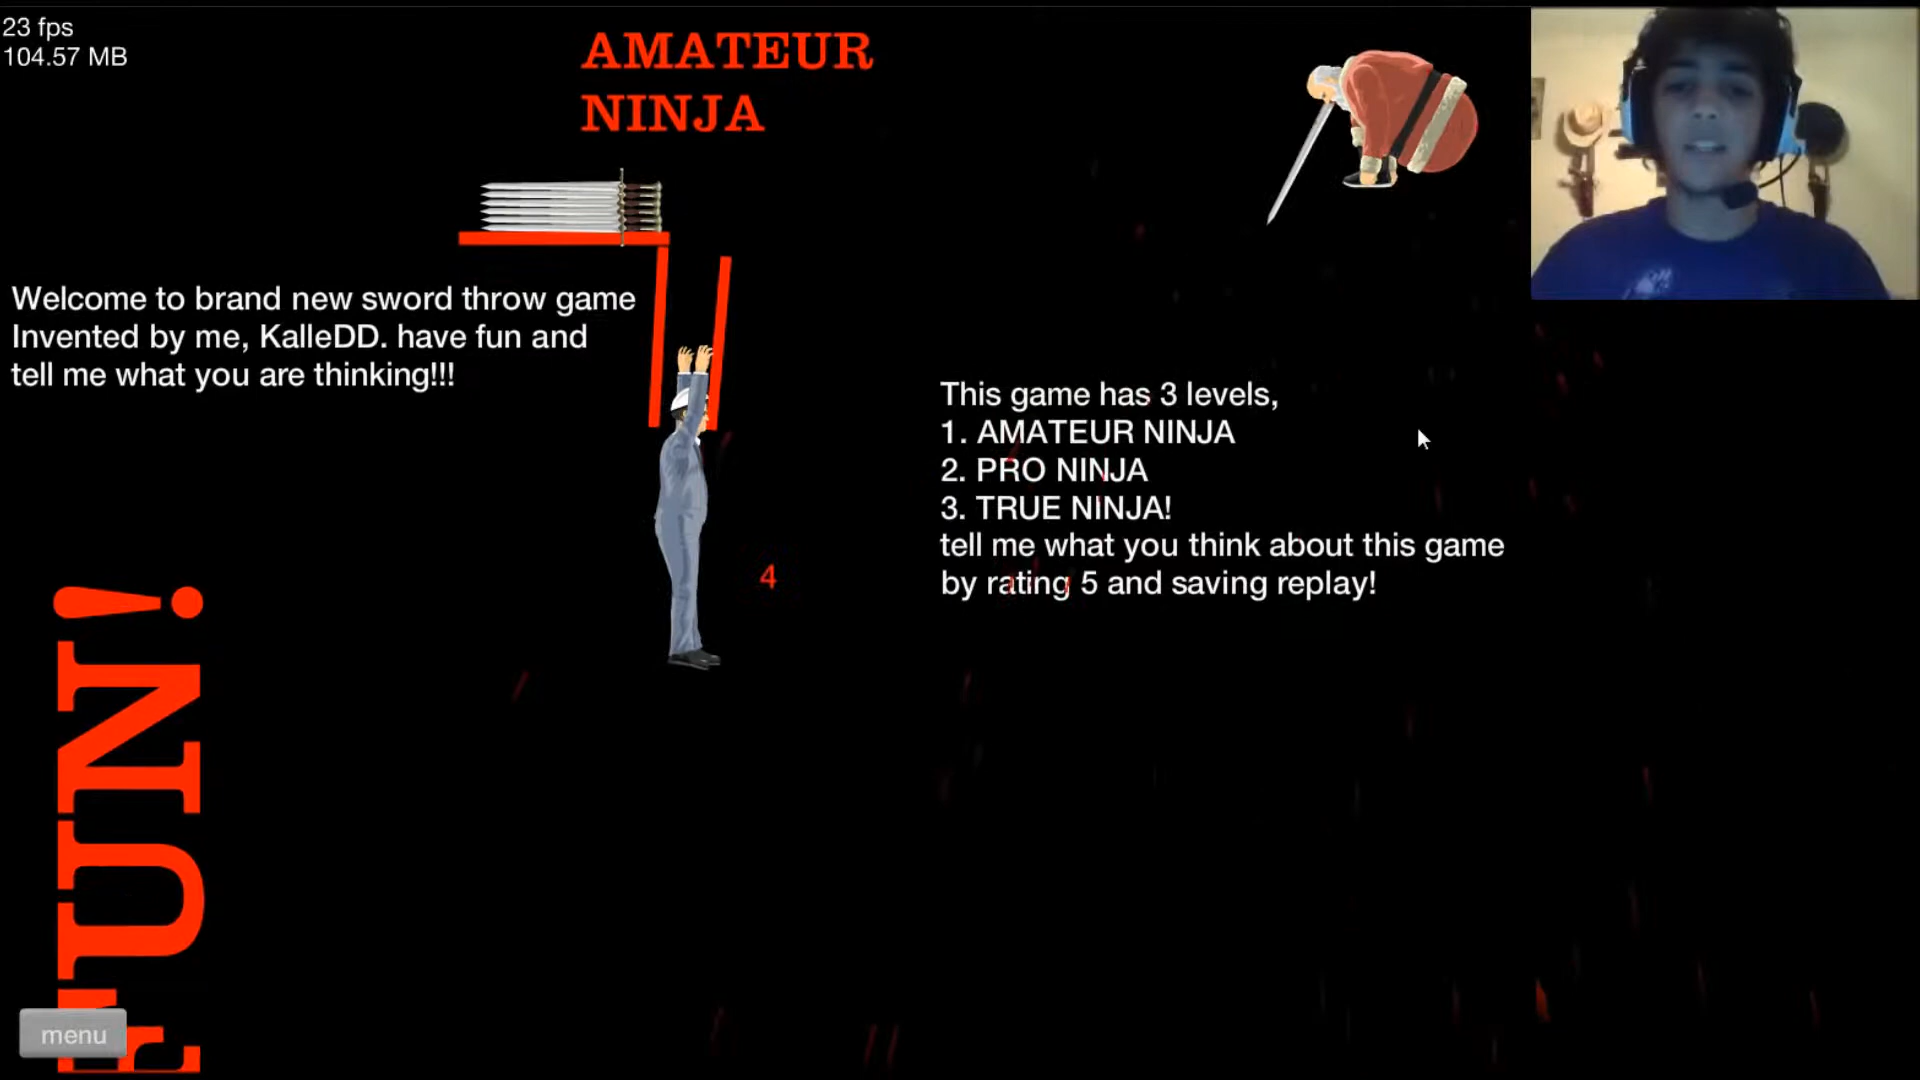 23 fps
104.57 MB
AMATEUR
NINJA
Welcome to brand new sword throw game
Invented by me, KalleDD. have fun and
tell me what you are thinking!!!
This game has 3 levels,
1. AMATEUR NINJA
2. PRO NINJA
3. TRUE NINJA!
tell me what you think about this game
by rating 5 and saving replay!
4
FUN!
menu